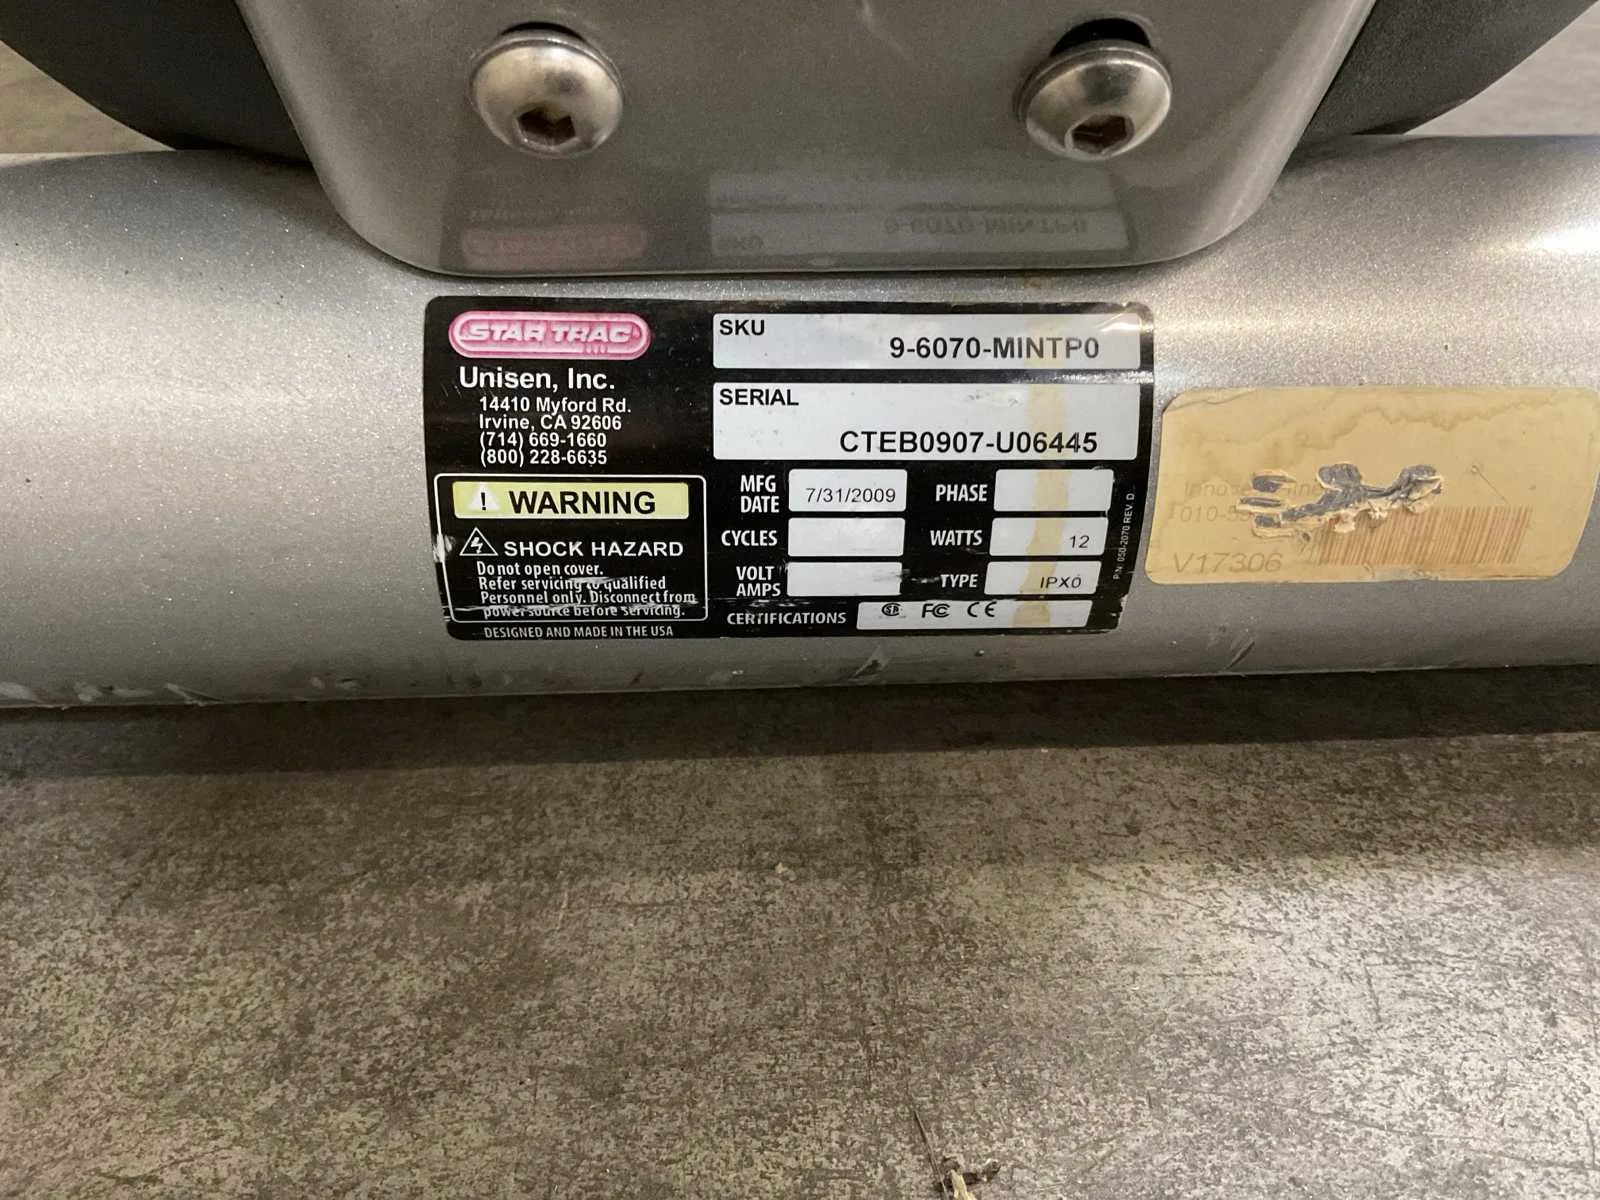 STAR TRAC
Unisen, Inc.
14410 Myford Rd.
Irvine, CA 92606
(714) 669-1660
(800) 228-6635
! WARNING
SHOCK HAZARD
Do not open cover.
Refer servicing to qualified
Personnel only. Disconnect from
power source before servicing.
DESIGNED AND MADE IN THE USA
SKU
9-6070-MINTP0
SERIAL
CTEB0907-U06445
MFG DATE 7/31/2009
PHASE
CYCLES
WATTS 12
VOLT AMPS
TYPE IPX0
CERTIFICATIONS FC CE
P/N: 050-2070 REV. D
V17306